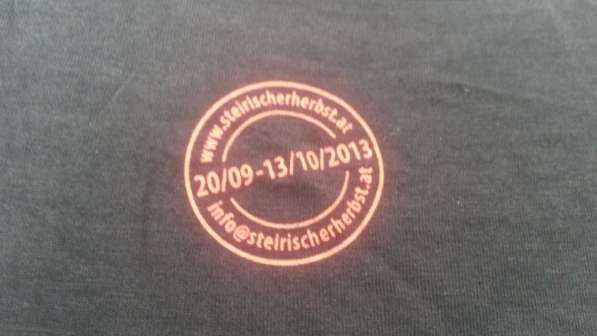 www.steirischerherbst.at
20/09-13/10/2013
info@steirischerherbst.at